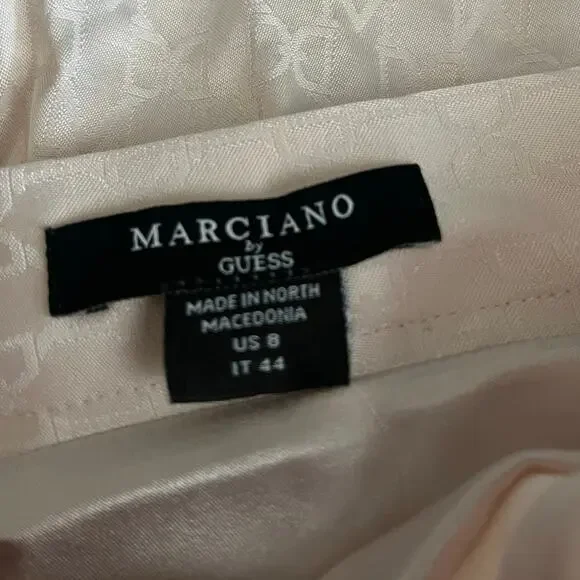 MARCIANO
by
GUESS
MADE IN NORTH
MACEDONIA
US 8
IT 44